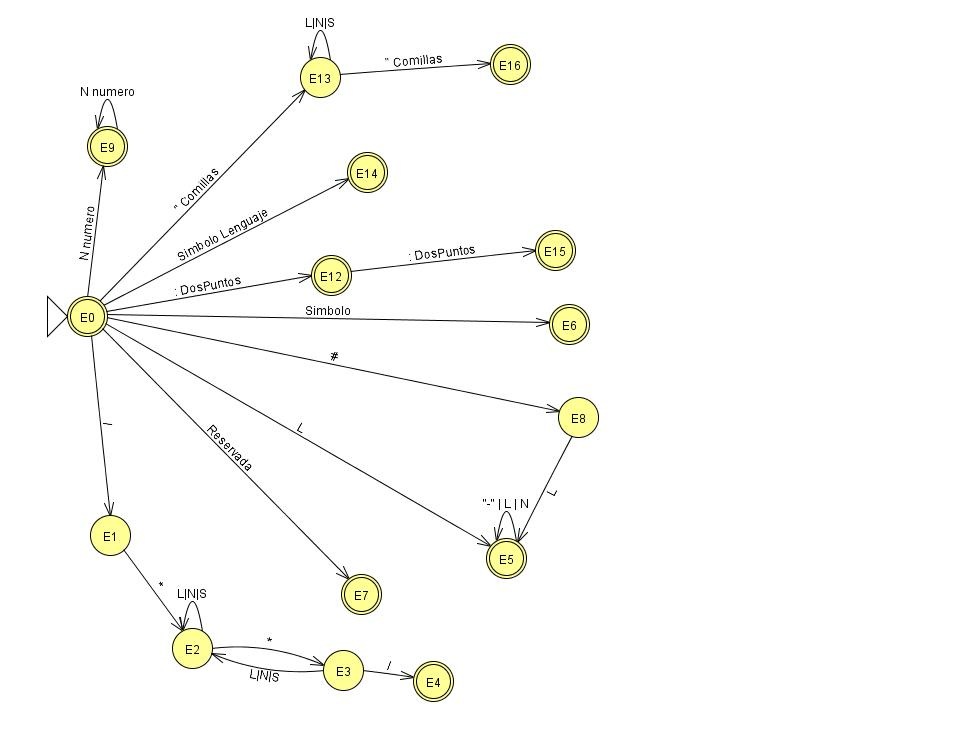 L|N|S
E13
" Comillas
E16
N numero
E9
E14
" Comillas
Simbolo Lenguaje
N numero
: DosPuntos
E15
E12
: DosPuntos
Simbolo
E0
E6
#
E8
/
L
Reservada
L
"-" | L | N
E1
E5
*
L|N|S
E7
E2
*
E3
/
E4
L|N|S